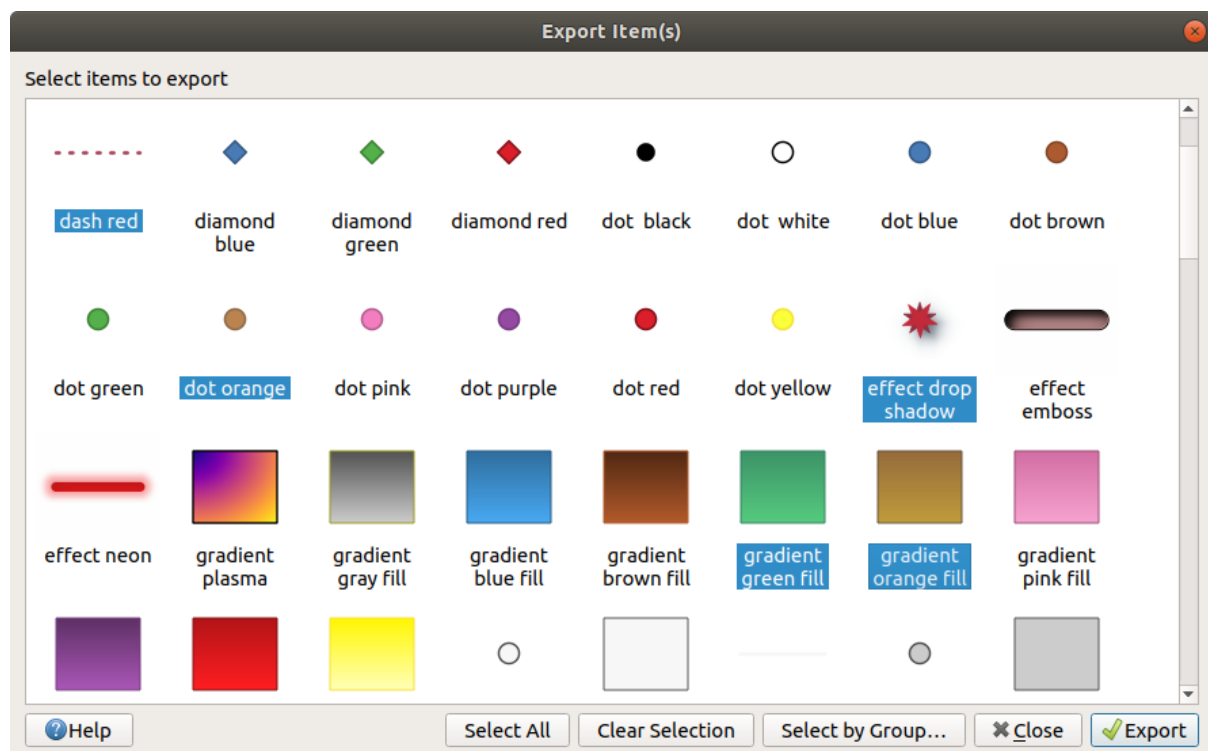 Export Item(s)
Select items to export
dash red
diamond
blue
diamond
green
diamond red
dot  black
dot  white
dot blue
dot brown
dot green
dot orange
dot pink
dot purple
dot red
dot yellow
effect drop
shadow
effect
emboss
effect neon
gradient
plasma
gradient
gray fill
gradient
blue fill
gradient
brown fill
gradient
green fill
gradient
orange fill
gradient
pink fill
Help
Select All
Clear Selection
Select by Group...
Close
Export